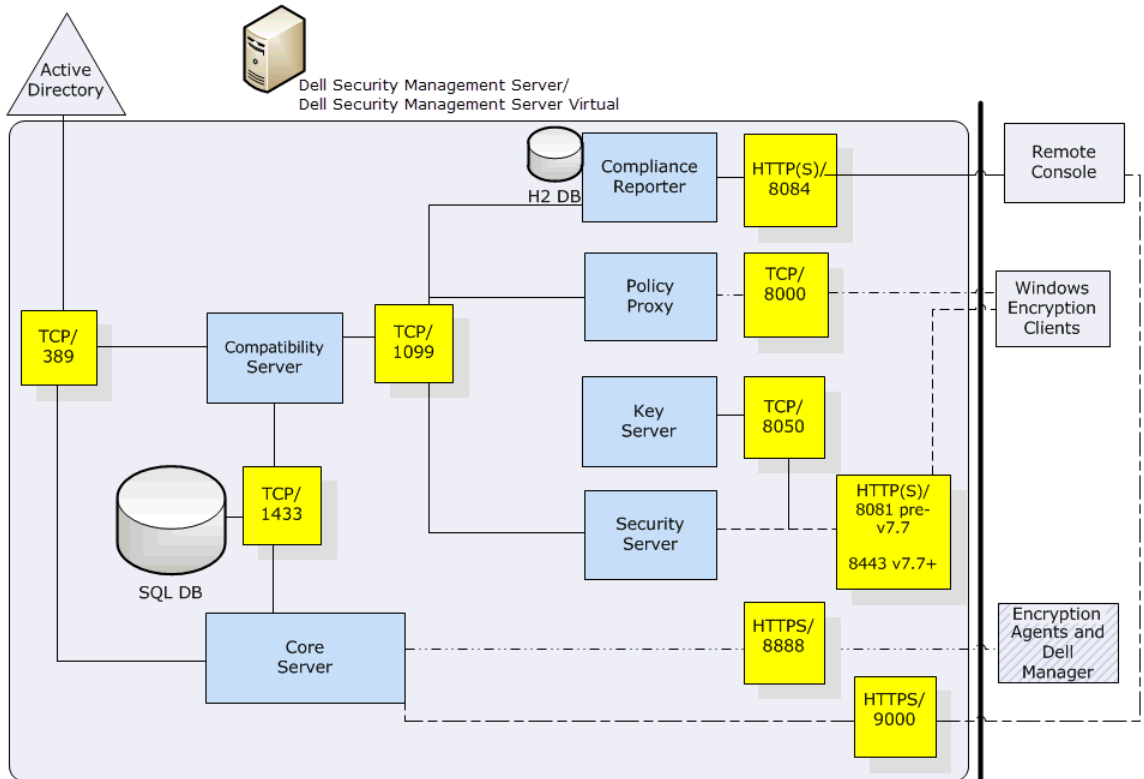 Active
Directory
Dell Security Management Server/
Dell Security Management Server Virtual
H2 DB
Compliance
Reporter
HTTP(S)/
8084
Remote
Console
Policy
Proxy
TCP/
8000
Windows
Encryption
Clients
TCP/
389
Compatibility
Server
TCP/
1099
Key
Server
TCP/
8050
SQL DB
TCP/
1433
Security
Server
HTTP(S)/
8081 pre-
v7.7
8443 v7.7+
Core
Server
HTTPS/
8888
Encryption
Agents and
Dell
Manager
HTTPS/
9000